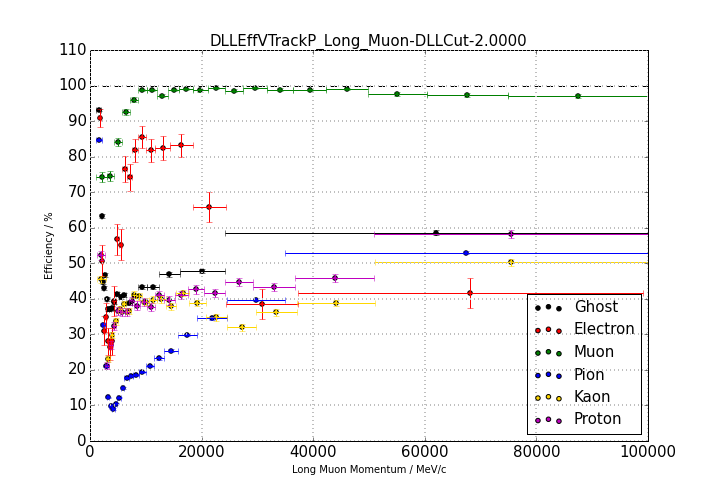 DLLEffVTrackP_Long_Muon-DLLCut-2.0000
110
100
90
80
70
60
50
40
30
20
10
0
Efficiency / %
0 20000 40000 60000 80000 100000
Long Muon Momentum / MeV/c
Ghost
Electron
Muon
Pion
Kaon
Proton